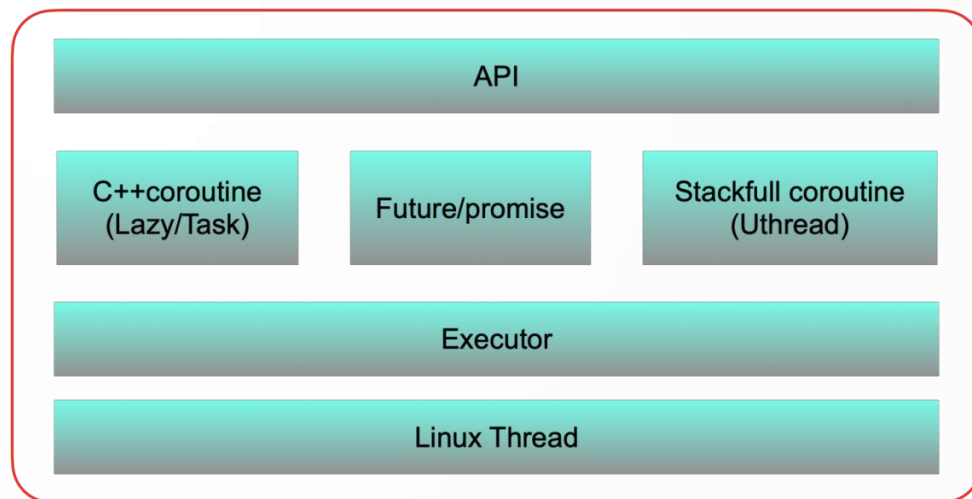 API
C++coroutine
(Lazy/Task)
Future/promise
Stackfull coroutine
(Uthread)
Executor
Linux Thread